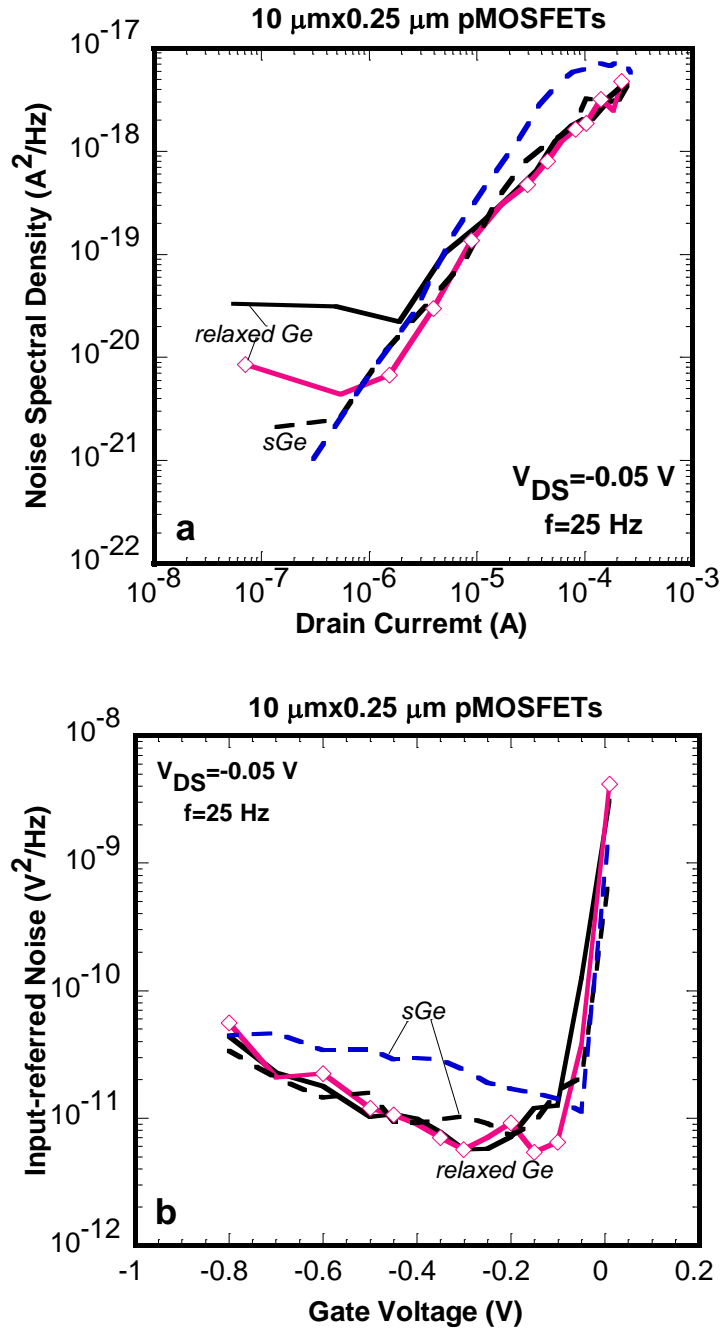 10 μmx0.25 μm pMOSFETs
10^-17
10^-18
10^-19
10^-20
10^-21
10^-22
Noise Spectral Density (A^2/Hz)
relaxed Ge
sGe
V_DS=-0.05 V
f=25 Hz
a
10^-8 10^-7 10^-6 10^-5 10^-4 10^-3
Drain Curremt (A)
10 μmx0.25 μm pMOSFETs
10^-8
10^-9
10^-10
10^-11
10^-12
Input-referred Noise (V^2/Hz)
V_DS=-0.05 V
f=25 Hz
sGe
relaxed Ge
b
-1 -0.8 -0.6 -0.4 -0.2 0 0.2
Gate Voltage (V)